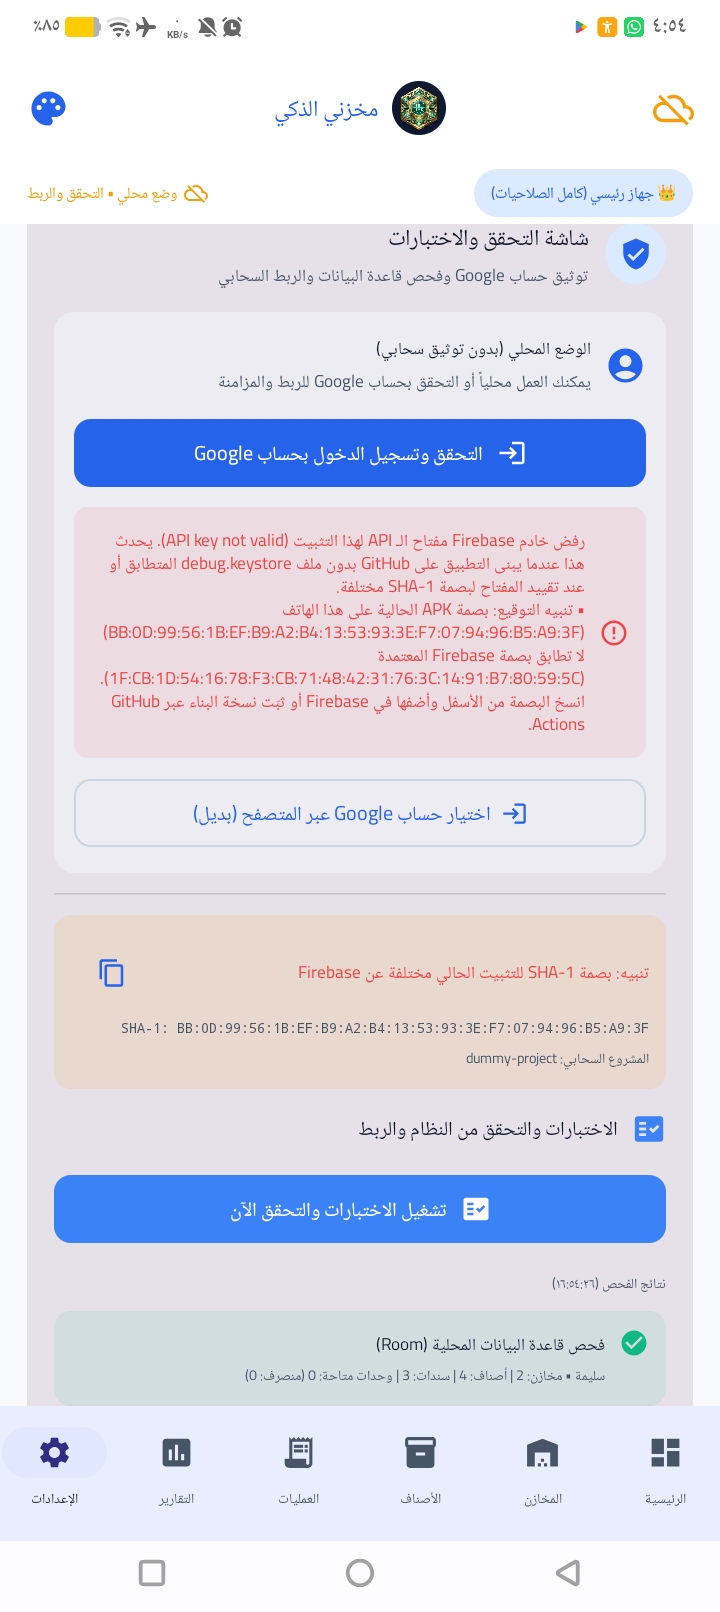 ٤:٥٤
KB/s
٪٨٥
مخزني الذكي
👑 جهاز رئيسي (كامل الصلاحيات)
وضع محلي • التحقق والربط
شاشة التحقق والاختبارات
توثيق حساب Google وفحص قاعدة البيانات والربط السحابي
الوضع المحلي (بدون توثيق سحابي)
يمكنك العمل محلياً أو التحقق بحساب Google للربط والمزامنة
التحقق وتسجيل الدخول بحساب Google
رفض خادم Firebase مفتاح الـ API لهذا التثبيت (API key not valid). يحدث
هذا عندما يبنى التطبيق على GitHub بدون ملف debug.keystore المتطابق أو
عند تقييد المفتاح لبصمة SHA-1 مختلفة.
• تنبيه التوقيع: بصمة APK الحالية على هذا الهاتف
(BB:0D:99:56:1B:EF:B9:A2:B4:13:53:93:3E:F7:07:94:96:B5:A9:3F)
لا تطابق بصمة Firebase المعتمدة
(1F:CB:1D:54:16:78:F3:CB:71:48:42:31:76:3C:14:91:B7:80:59:5C).
انسخ البصمة من الأسفل وأضفها في Firebase أو ثبّت نسخة البناء عبر GitHub
Actions.
اختيار حساب Google عبر المتصفح (بديل)
تنبيه: بصمة SHA-1 للتثبيت الحالي مختلفة عن Firebase
SHA-1: BB:0D:99:56:1B:EF:B9:A2:B4:13:53:93:3E:F7:07:94:96:B5:A9:3F
المشروع السحابي: dummy-project
الاختبارات والتحقق من النظام والربط
تشغيل الاختبارات والتحقق الآن
نتائج الفحص (١٦:٥٤:٢٦)
فحص قاعدة البيانات المحلية (Room)
سليمة • مخازن: 2 | أصناف: 4 | سندات: 3 | وحدات متاحة: 0 (منصرف: 0)
الرئيسية
المخازن
الأصناف
العمليات
التقارير
الإعدادات